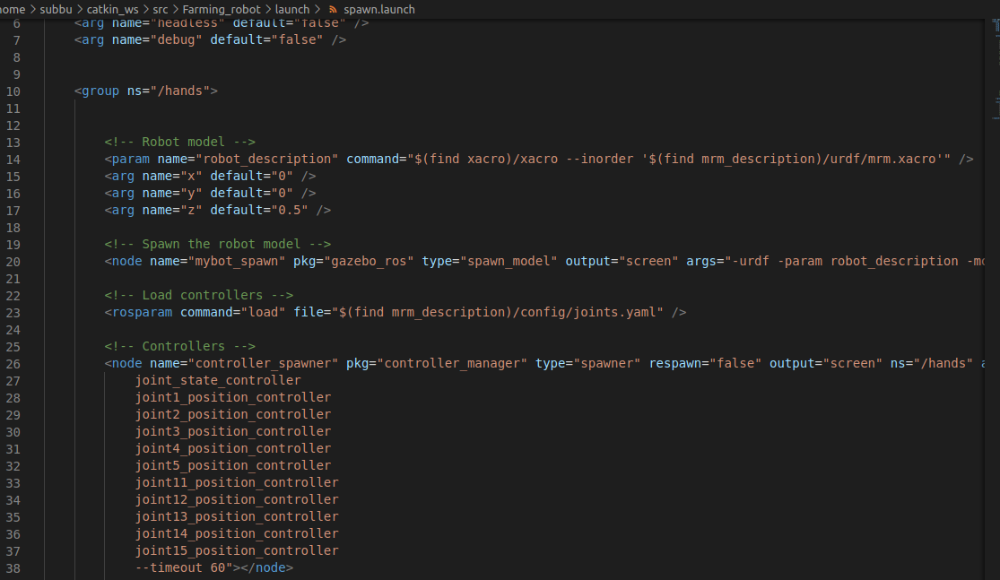 ome > subbu > catkin_ws > src > Farming_robot > launch > spawn.launch
6 <arg name="headless" default="false" />
7 <arg name="debug" default="false" />
8
9
10 <group ns="/hands">
11
12
13 <!-- Robot model -->
14 <param name="robot_description" command="$(find xacro)/xacro --inorder '$(find mrm_description)/urdf/mrm.xacro'" />
15 <arg name="x" default="0" />
16 <arg name="y" default="0" />
17 <arg name="z" default="0.5" />
18
19 <!-- Spawn the robot model -->
20 <node name="mybot_spawn" pkg="gazebo_ros" type="spawn_model" output="screen" args="-urdf -param robot_description -mo
21
22 <!-- Load controllers -->
23 <rosparam command="load" file="$(find mrm_description)/config/joints.yaml" />
24
25 <!-- Controllers -->
26 <node name="controller_spawner" pkg="controller_manager" type="spawner" respawn="false" output="screen" ns="/hands" a
27 joint_state_controller
28 joint1_position_controller
29 joint2_position_controller
30 joint3_position_controller
31 joint4_position_controller
32 joint5_position_controller
33 joint11_position_controller
34 joint12_position_controller
35 joint13_position_controller
36 joint14_position_controller
37 joint15_position_controller
38 --timeout 60"></node>